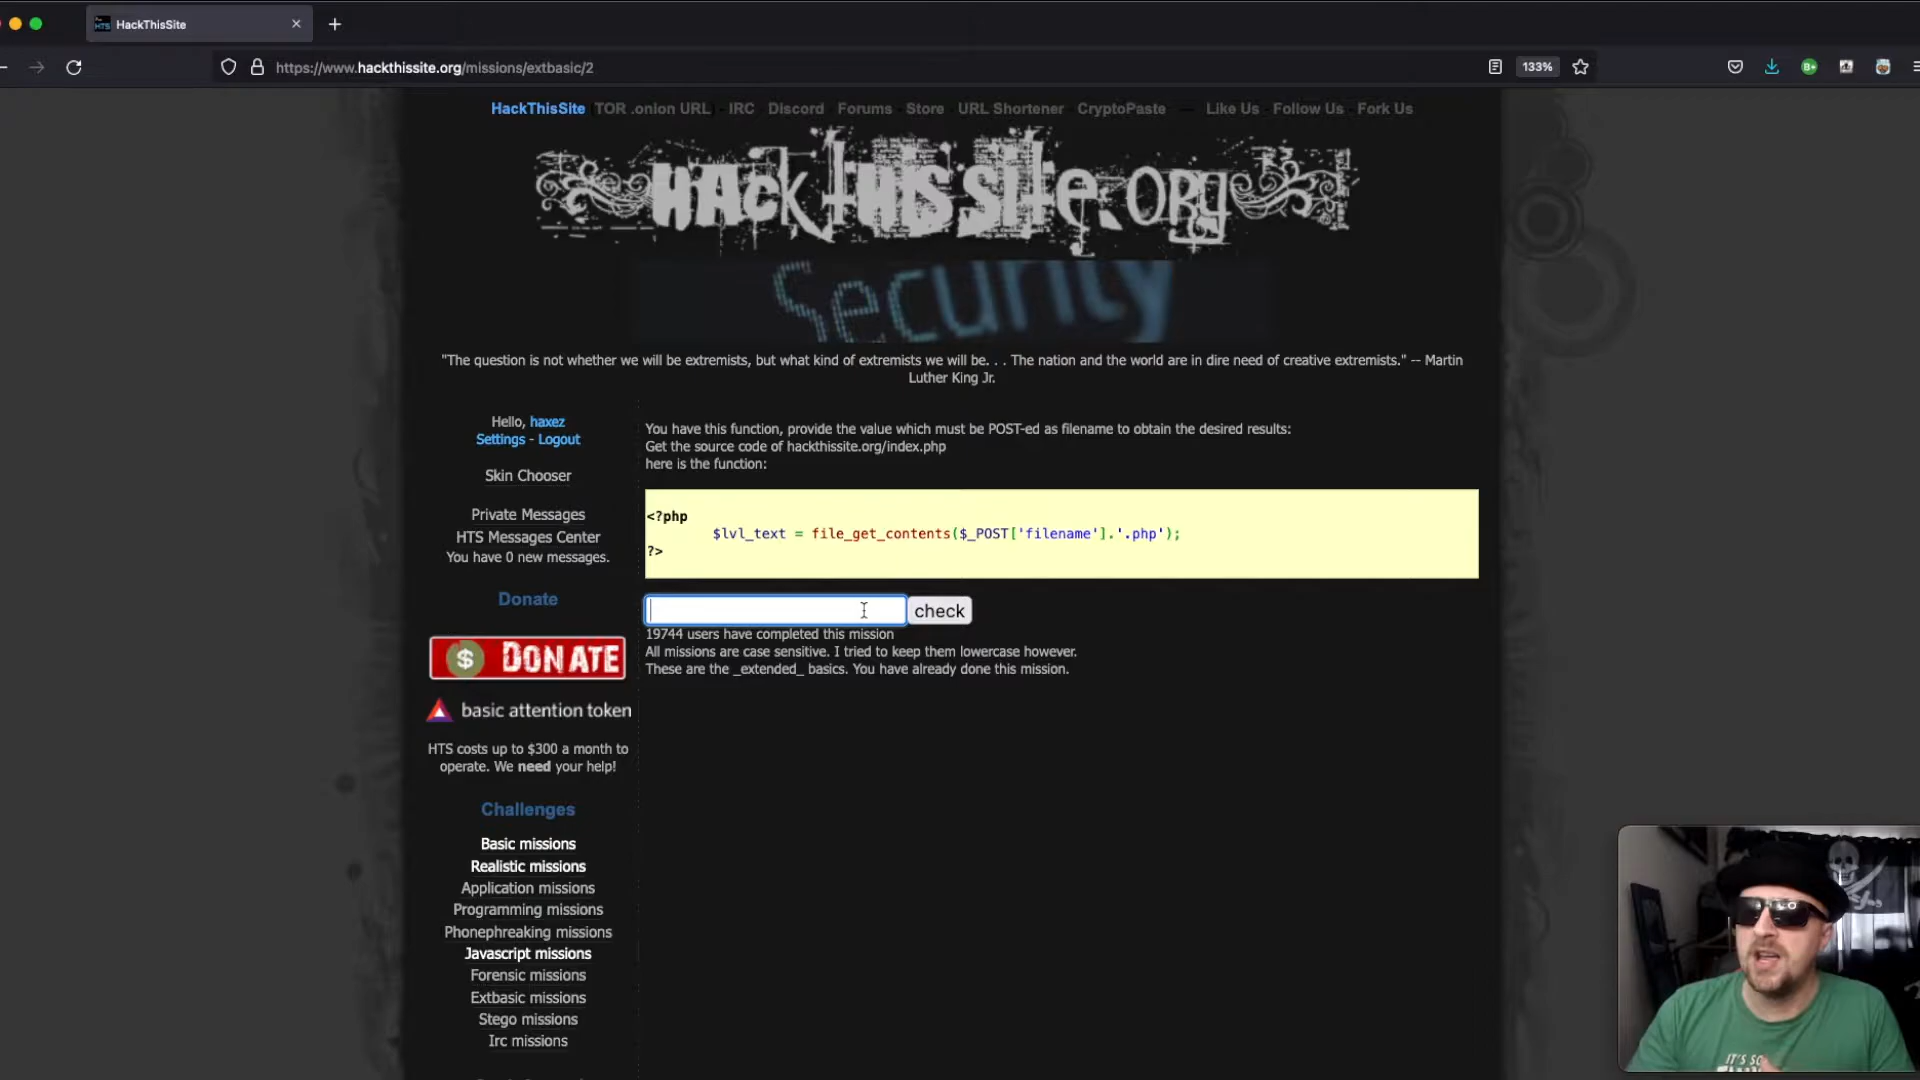 HackThisSite
https://www.hackthissite.org/missions/extbasic/2
133%
HackThisSite (TOR .onion URL) - IRC - Discord - Forums - Store - URL Shortener - CryptoPaste — Like Us - Follow Us - Fork Us
HackThisSite.ORG
Security
"The question is not whether we will be extremists, but what kind of extremists we will be. . . The nation and the world are in dire need of creative extremists." -- Martin
Luther King Jr.
Hello, haxez
Settings - Logout
Skin Chooser
Private Messages
HTS Messages Center
You have 0 new messages.
Donate
$ DONATE
basic attention token
HTS costs up to $300 a month to
operate. We need your help!
Challenges
Basic missions
Realistic missions
Application missions
Programming missions
Phonephreaking missions
Javascript missions
Forensic missions
Extbasic missions
Stego missions
Irc missions
You have this function, provide the value which must be POST-ed as filename to obtain the desired results:
Get the source code of hackthissite.org/index.php
here is the function:
<?php
$lvl_text = file_get_contents($_POST['filename'].'.php');
?>
check
19744 users have completed this mission
All missions are case sensitive. I tried to keep them lowercase however.
These are the _extended_ basics. You have already done this mission.
IT'S SO